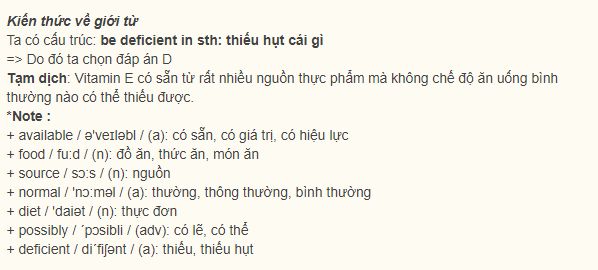 Kiến thức về giới từ
Ta có cấu trúc: be deficient in sth: thiếu hụt cái gì
=> Do đó ta chọn đáp án D
Tạm dịch: Vitamin E có sẵn từ rất nhiều nguồn thực phẩm mà không chế độ ăn uống bình
thường nào có thể thiếu được.
*Note :
+ available / ə'veɪləbl / (a): có sẵn, có giá trị, có hiệu lực
+ food / fu:d / (n): đồ ăn, thức ăn, món ăn
+ source / sɔ:s / (n): nguồn
+ normal / 'nɔ:məl / (a): thường, thông thường, bình thường
+ diet / 'daiət / (n): thực đơn
+ possibly / ´pɔsibli / (adv): có lẽ, có thể
+ deficient / di´fiʃənt / (a): thiếu, thiếu hụt